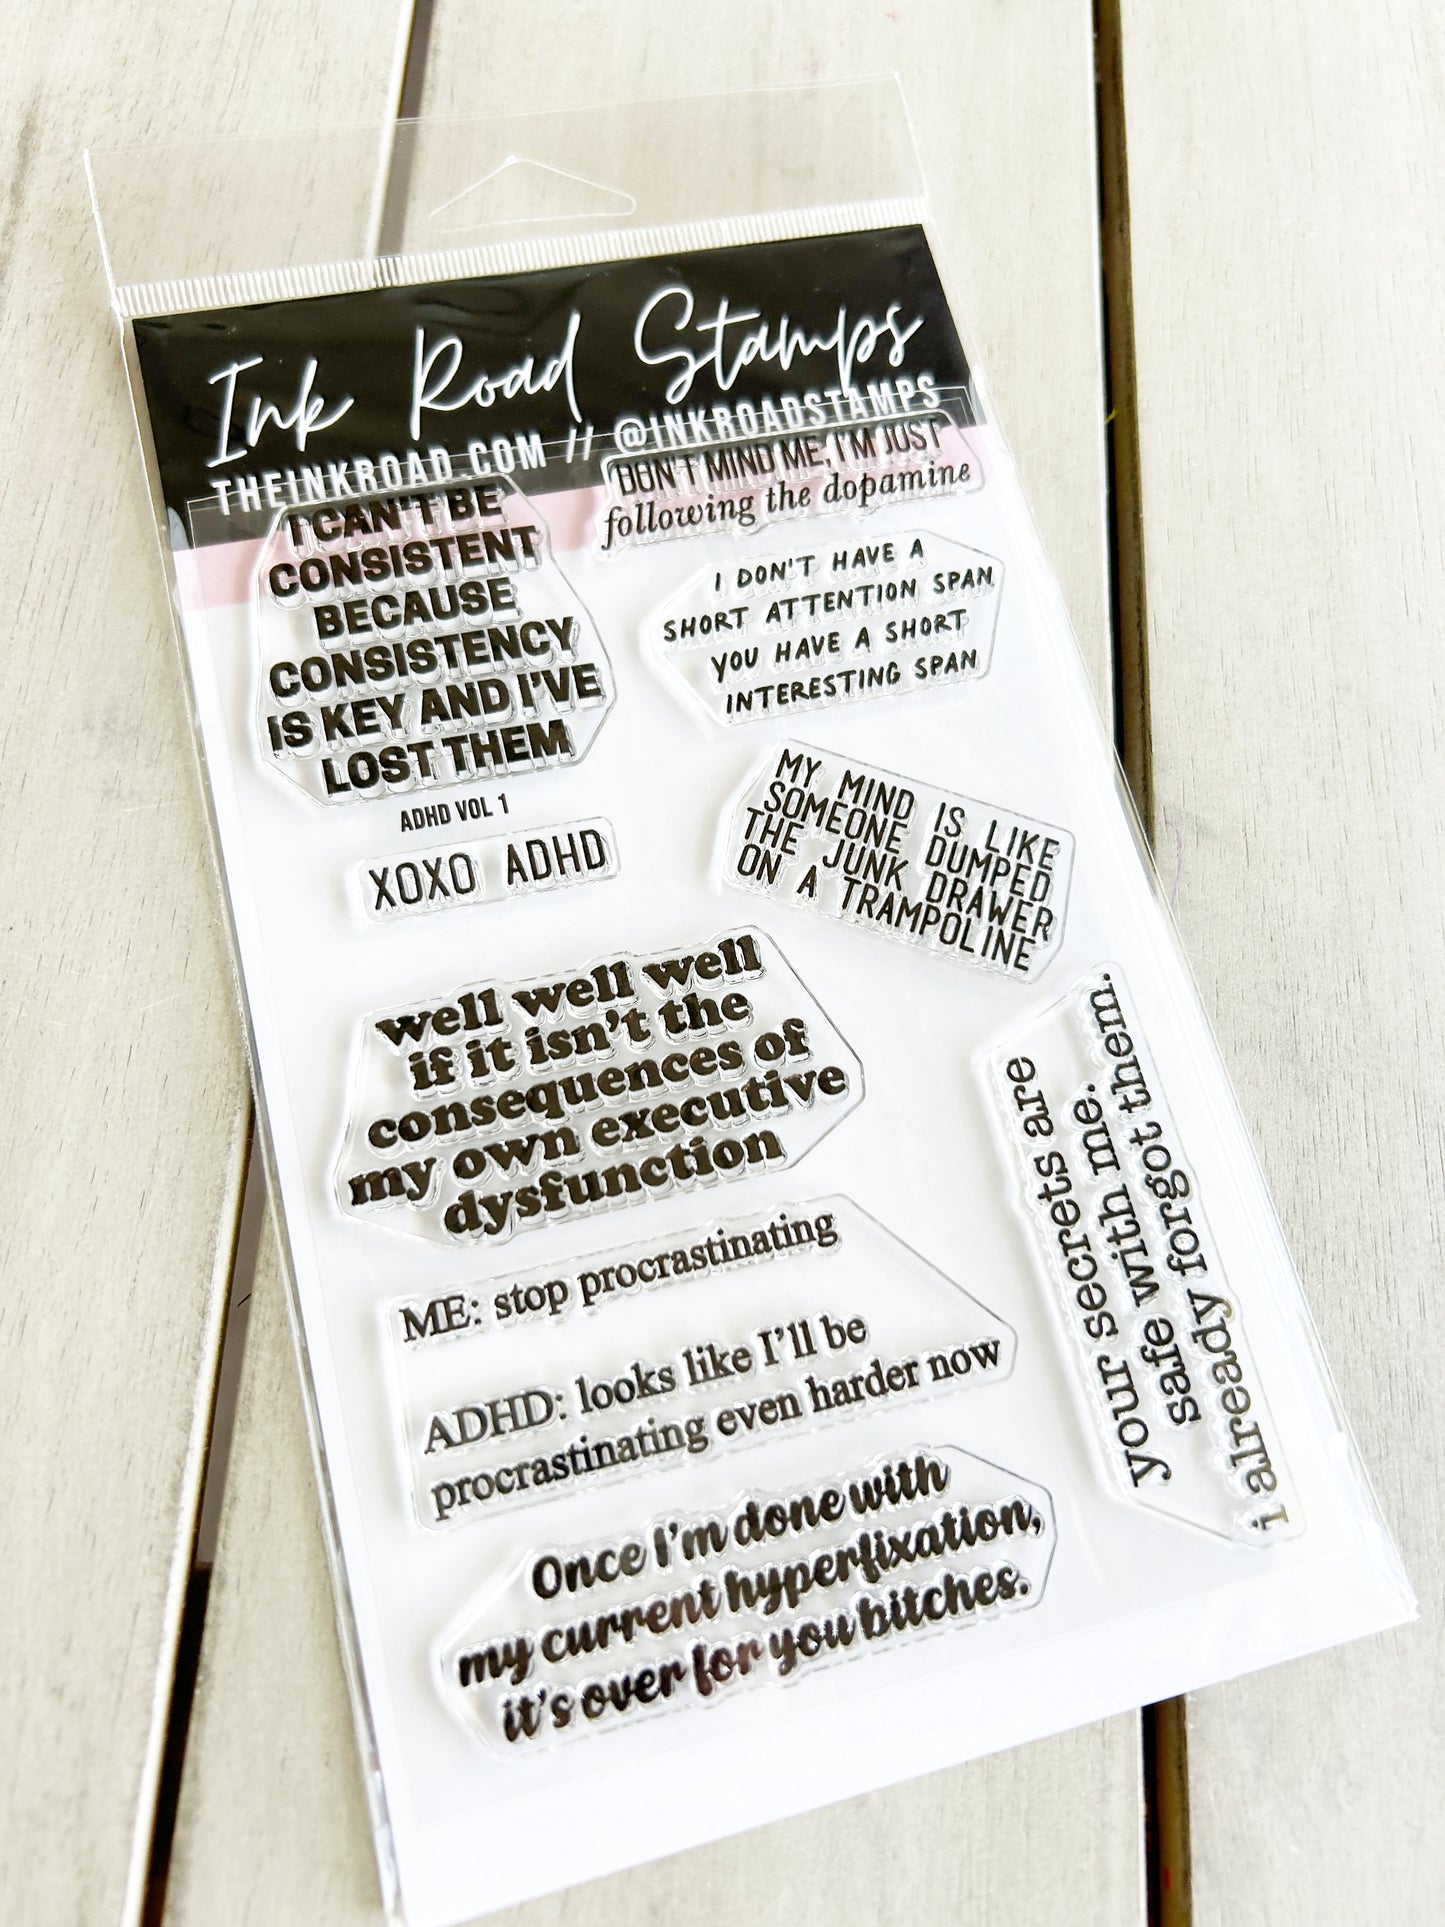 Ink Road Stamps
THEINKROAD.COM // @INKROADSTAMPS
I CAN'T BE
CONSISTENT
BECAUSE
CONSISTENCY
IS KEY AND I'VE
LOST THEM
DON'T MIND ME, I'M JUST
following the dopamine
I DON'T HAVE A
SHORT ATTENTION SPAN
YOU HAVE A SHORT
INTERESTING SPAN
ADHD VOL 1
XOXO ADHD
MY MIND IS LIKE
SOMEONE DUMPED
THE JUNK DRAWER
ON A TRAMPOLINE
well well well
if it isn't the
consequences of
my own executive
dysfunction
your secrets are
safe with me.
i already forgot them.
ME: stop procrastinating
ADHD: looks like I'll be
procrastinating even harder now
Once I'm done with
my current hyperfixation,
it's over for you bitches.